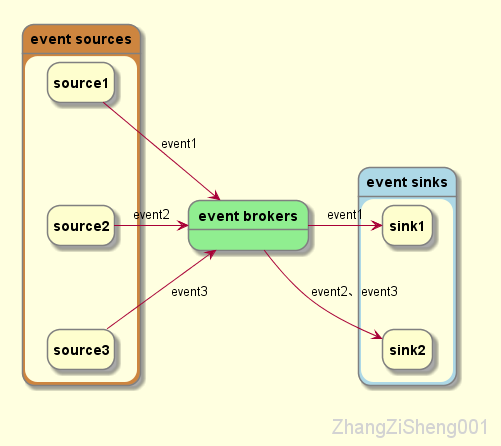 event sources
source1
event1
event sinks
source2
event2
event brokers
event1
sink1
event3
event2、event3
source3
sink2
ZhangZiSheng001